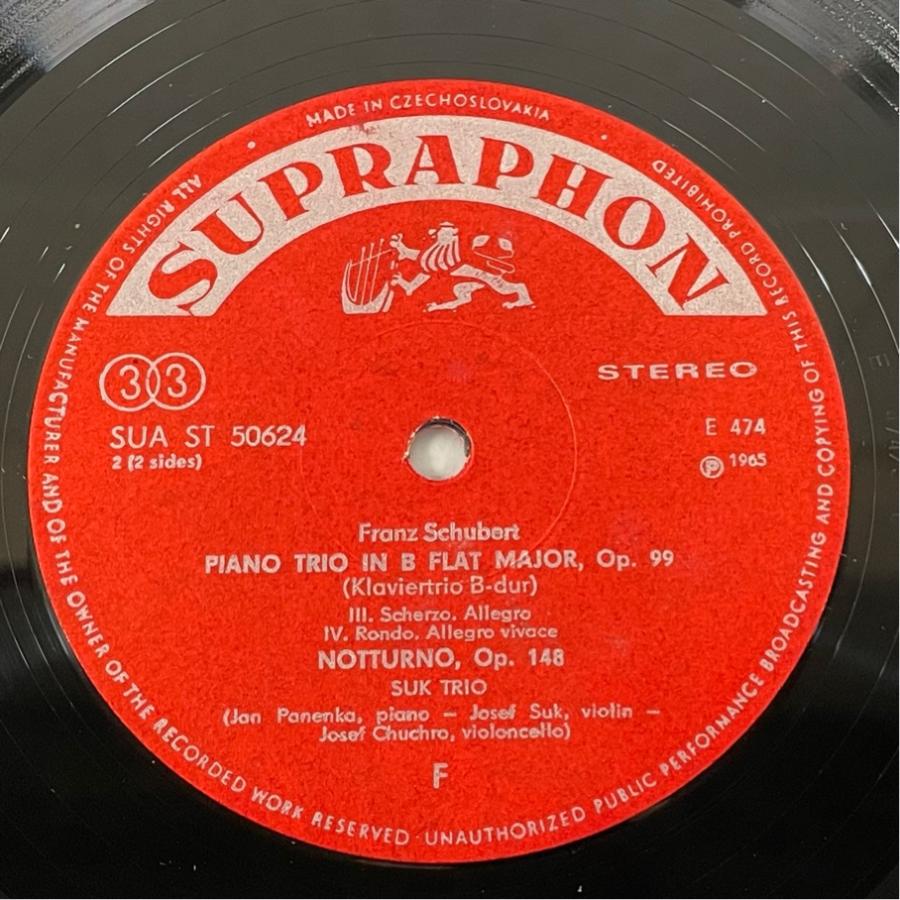 MADE IN CZECHOSLOVAKIA
SUPRAPHON
33
STEREO
SUA ST 50624
E 474
2 (2 sides)
Ⓟ 1965
Franz Schubert
PIANO TRIO IN B FLAT MAJOR, Op. 99
(Klaviertrio B-dur)
III. Scherzo. Allegro
IV. Rondo. Allegro vivace
NOTTURNO, Op. 148
SUK TRIO
(Jan Panenka, piano – Josef Suk, violin –
Josef Chuchro, violoncello)
F
ALL RIGHTS OF THE MANUFACTURER AND OF THE OWNER OF THE RECORDED WORK RESERVED · UNAUTHORIZED PUBLIC PERFORMANCE BROADCASTING AND COPYING OF THIS RECORD PROHIBITED